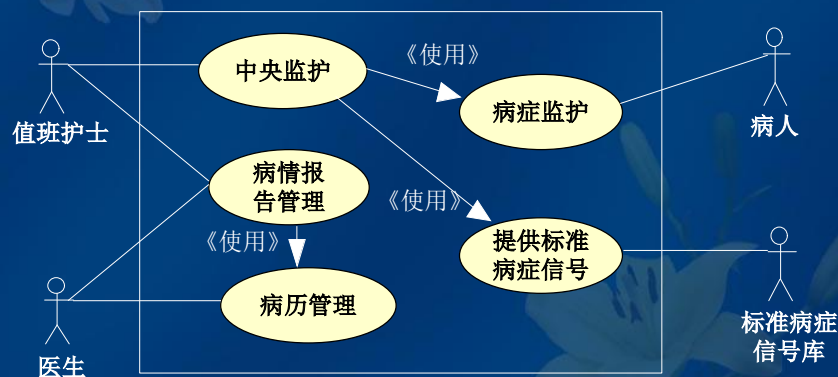 中央监护
《使用》
值班护士
病症监护
病人
病情报
告管理
《使用》
《使用》
提供标准
病症信号
病历管理
医生
标准病症
信号库